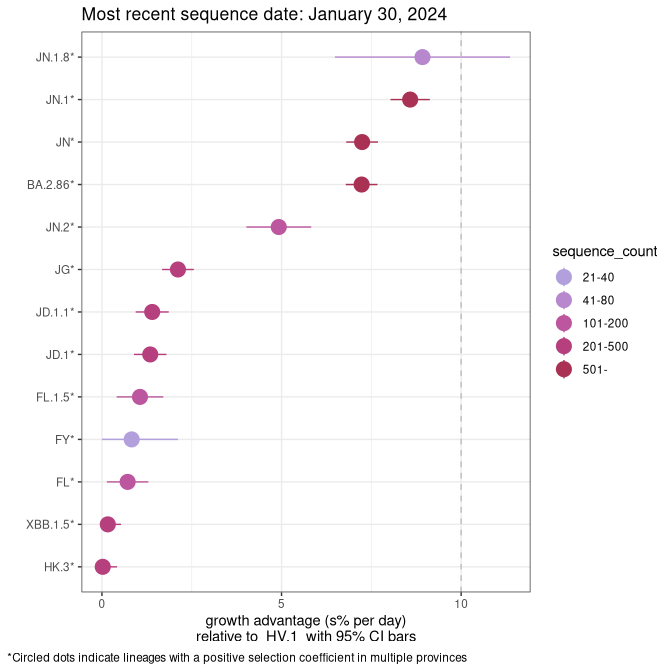 Most recent sequence date: January 30, 2024
JN.1.8*
JN.1*
JN*
BA.2.86*
JN.2*
JG*
JD.1.1*
JD.1*
FL.1.5*
FY*
FL*
XBB.1.5*
HK.3*
0 5 10
growth advantage (s% per day)
relative to HV.1 with 95% CI bars
sequence_count
21-40
41-80
101-200
201-500
501-
*Circled dots indicate lineages with a positive selection coefficient in multiple provinces